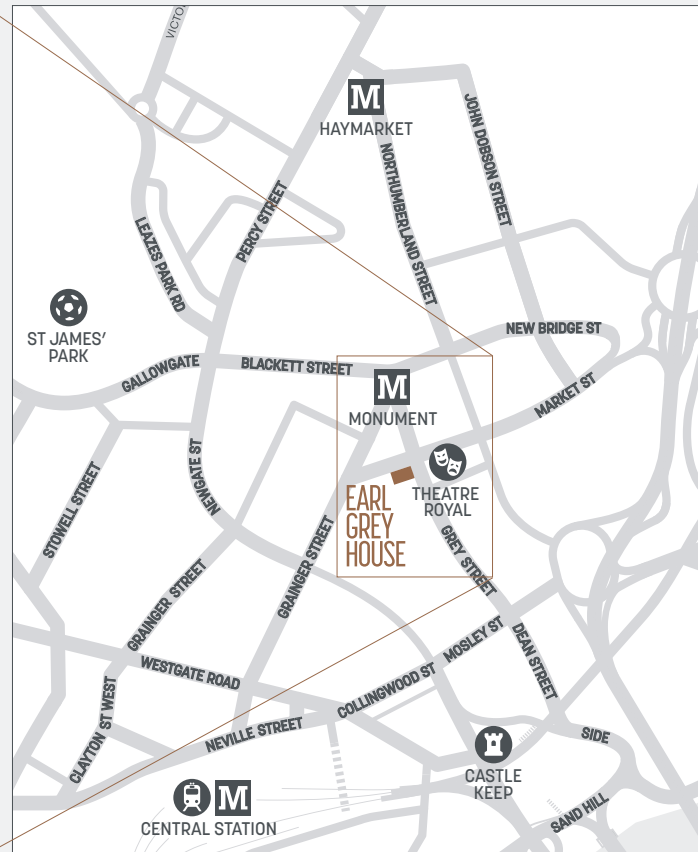 VICTO
M
HAYMARKET
JOHN DOBSON STREET
NORTHUMBERLAND STREET
PERCY STREET
LEAZES PARK RD
ST JAMES'
PARK
NEW BRIDGE ST
GALLOWGATE
BLACKETT STREET
M
MONUMENT
MARKET ST
NEWGATE ST
STOWELL STREET
THEATRE
ROYAL
EARL
GREY
HOUSE
GREY STREET
GRAINGER STREET
GRAINGER STREET
MOSLEY ST
DEAN STREET
WESTGATE ROAD
COLLINGWOOD ST
CLAYTON ST WEST
NEVILLE STREET
SIDE
CASTLE
KEEP
M
CENTRAL STATION
SAND HILL